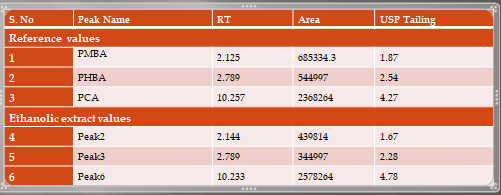 S. No Peak Name RT Area USP Tailing
Reference values
1 PMBA 2.125 685334.3 1.87
2 PHBA 2.789 544997 2.54
3 PCA 10.257 2368264 4.27
Ethanolic extract values
4 Peak2 2.144 439814 1.67
5 Peak3 2.789 344997 2.28
6 Peak6 10.233 2578264 4.78